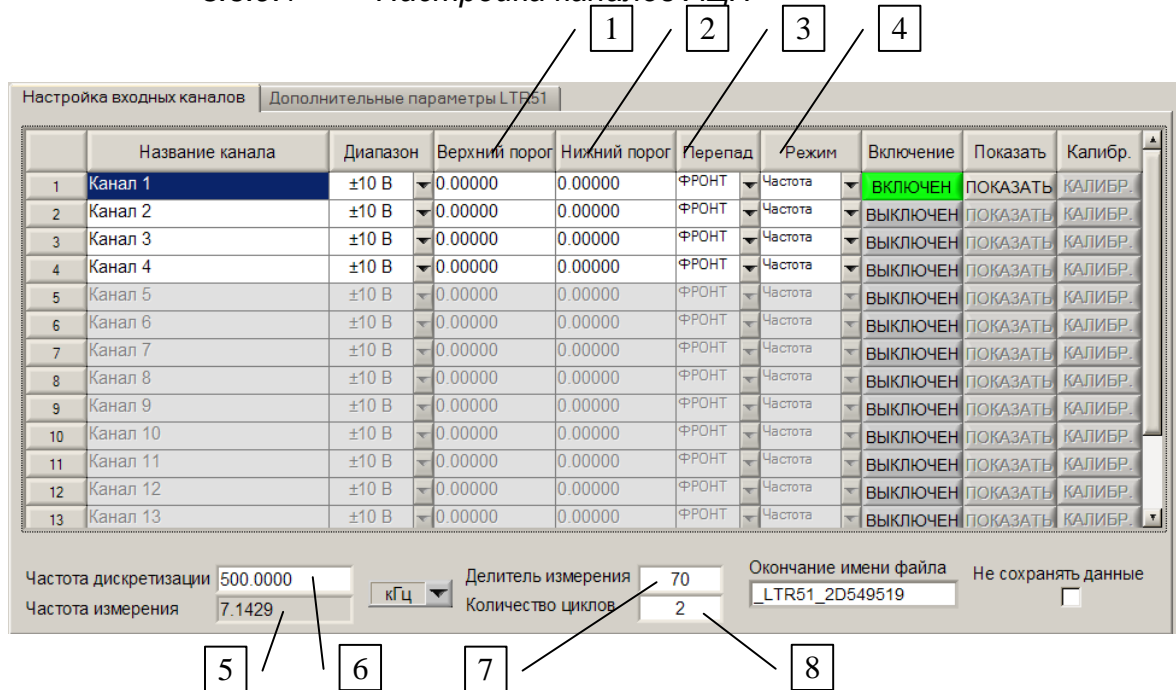 Настройка каналов АЦП
1 2 3 4
Настройка входных каналов Дополнительные параметры LTR51
Название канала Диапазон Верхний порог Нижний порог Перепад Режим Включение Показать Калибр.
1 Канал 1 ±10 В 0.00000 0.00000 ФРОНТ Частота ВКЛЮЧЕН ПОКАЗАТЬ КАЛИБР.
2 Канал 2 ±10 В 0.00000 0.00000 ФРОНТ Частота ВЫКЛЮЧЕН ПОКАЗАТЬ КАЛИБР.
3 Канал 3 ±10 В 0.00000 0.00000 ФРОНТ Частота ВЫКЛЮЧЕН ПОКАЗАТЬ КАЛИБР.
4 Канал 4 ±10 В 0.00000 0.00000 ФРОНТ Частота ВЫКЛЮЧЕН ПОКАЗАТЬ КАЛИБР.
5 Канал 5 ±10 В 0.00000 0.00000 ФРОНТ Частота ВЫКЛЮЧЕН ПОКАЗАТЬ КАЛИБР.
6 Канал 6 ±10 В 0.00000 0.00000 ФРОНТ Частота ВЫКЛЮЧЕН ПОКАЗАТЬ КАЛИБР.
7 Канал 7 ±10 В 0.00000 0.00000 ФРОНТ Частота ВЫКЛЮЧЕН ПОКАЗАТЬ КАЛИБР.
8 Канал 8 ±10 В 0.00000 0.00000 ФРОНТ Частота ВЫКЛЮЧЕН ПОКАЗАТЬ КАЛИБР.
9 Канал 9 ±10 В 0.00000 0.00000 ФРОНТ Частота ВЫКЛЮЧЕН ПОКАЗАТЬ КАЛИБР.
10 Канал 10 ±10 В 0.00000 0.00000 ФРОНТ Частота ВЫКЛЮЧЕН ПОКАЗАТЬ КАЛИБР.
11 Канал 11 ±10 В 0.00000 0.00000 ФРОНТ Частота ВЫКЛЮЧЕН ПОКАЗАТЬ КАЛИБР.
12 Канал 12 ±10 В 0.00000 0.00000 ФРОНТ Частота ВЫКЛЮЧЕН ПОКАЗАТЬ КАЛИБР.
13 Канал 13 ±10 В 0.00000 0.00000 ФРОНТ Частота ВЫКЛЮЧЕН ПОКАЗАТЬ КАЛИБР.
Частота дискретизации 500.0000 кГц Делитель измерения 70 Окончание имени файла Не сохранять данные
Частота измерения 7.1429 Количество циклов 2 _LTR51_2D549519
5 6 7 8